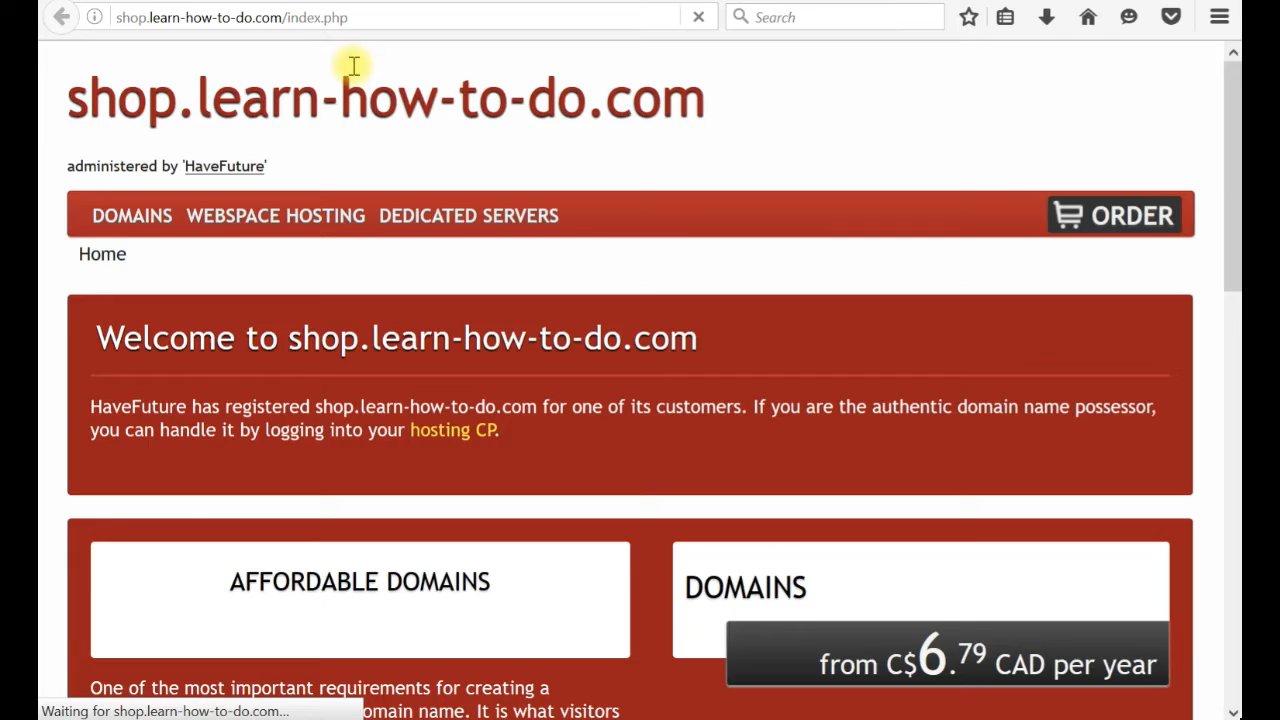 shop.learn-how-to-do.com/index.php
Search
shop.learn-how-to-do.com
administered by 'HaveFuture'
DOMAINS WEBSPACE HOSTING DEDICATED SERVERS
ORDER
Home
Welcome to shop.learn-how-to-do.com
HaveFuture has registered shop.learn-how-to-do.com for one of its customers. If you are the authentic domain name possessor,
you can handle it by logging into your hosting CP.
AFFORDABLE DOMAINS
DOMAINS
from C$6.79 CAD per year
One of the most important requirements for creating a
omain name. It is what visitors
Waiting for shop.learn-how-to-do.com...